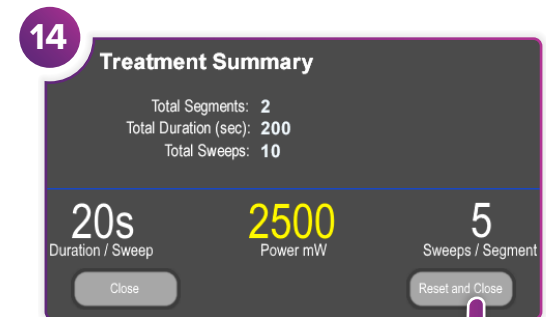 14
Treatment Summary
Total Segments: 2
Total Duration (sec): 200
Total Sweeps: 10
20s 2500 5
Duration / Sweep Power mW Sweeps / Segment
Close Reset and Close